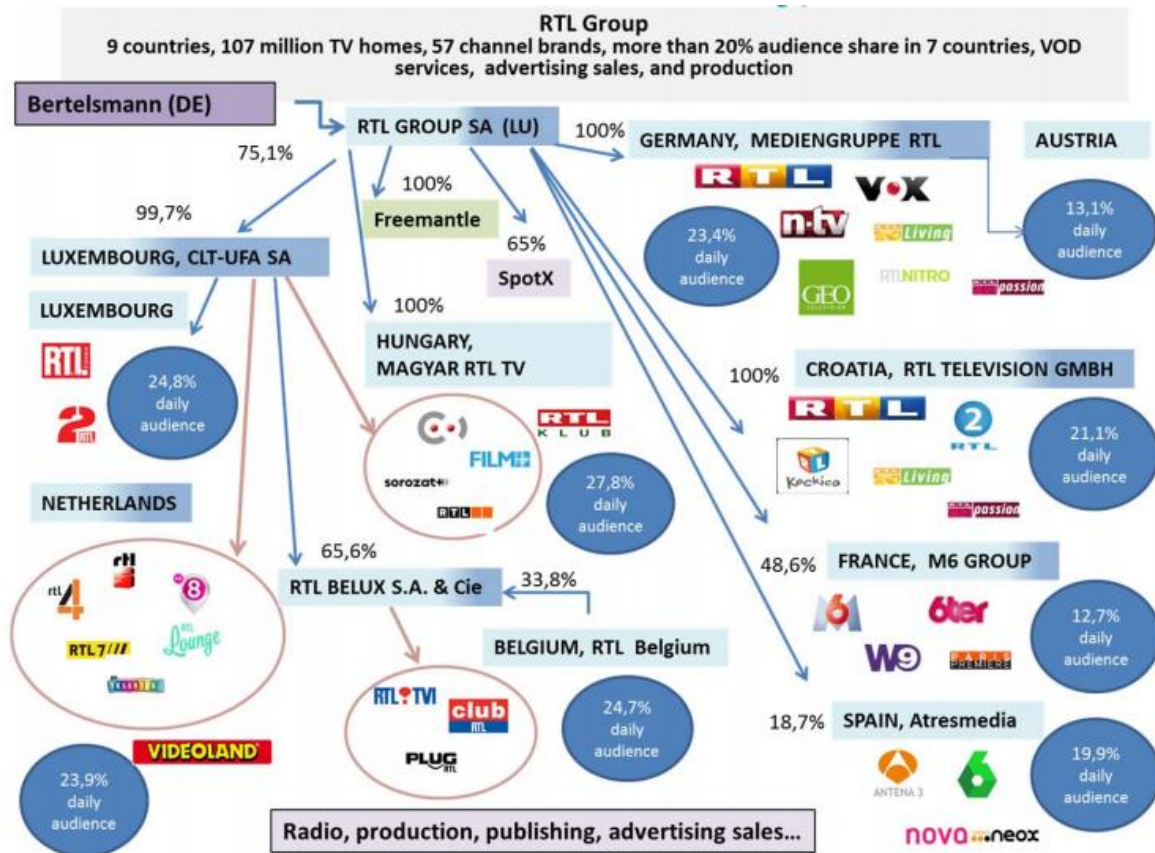 RTL Group
9 countries, 107 million TV homes, 57 channel brands, more than 20% audience share in 7 countries, VOD
services, advertising sales, and production
Bertelsmann (DE)
RTL GROUP SA (LU)
75,1%
100%
GERMANY, MEDIENGRUPPE RTL
AUSTRIA
RTL
VOX
n-tv
Living
GEO
TELEVISION
RTLNITRO
passion
23,4%
daily
audience
13,1%
daily
audience
99,7%
100%
Freemantle
65%
SpotX
LUXEMBOURG, CLT-UFA SA
LUXEMBOURG
RTL
2
RTL
24,8%
daily
audience
100%
HUNGARY,
MAGYAR RTL TV
FILM+
sorozat+
RTL
RTL
KLUB
27,8%
daily
audience
100%
CROATIA, RTL TELEVISION GMBH
RTL
2
RTL
Kockica
Living
passion
21,1%
daily
audience
NETHERLANDS
rtl
4
rtl
8
RTL 7
RTL
Lounge
VIDEOLAND
23,9%
daily
audience
65,6%
RTL BELUX S.A. & Cie
33,8%
BELGIUM, RTL Belgium
RTL TVI
club
RTL
PLUG
RTL
24,7%
daily
audience
48,6%
FRANCE, M6 GROUP
M6
6ter
W9
PARIS
PREMIERE
12,7%
daily
audience
18,7%
SPAIN, Atresmedia
ANTENA 3
6
nova
neox
19,9%
daily
audience
Radio, production, publishing, advertising sales...